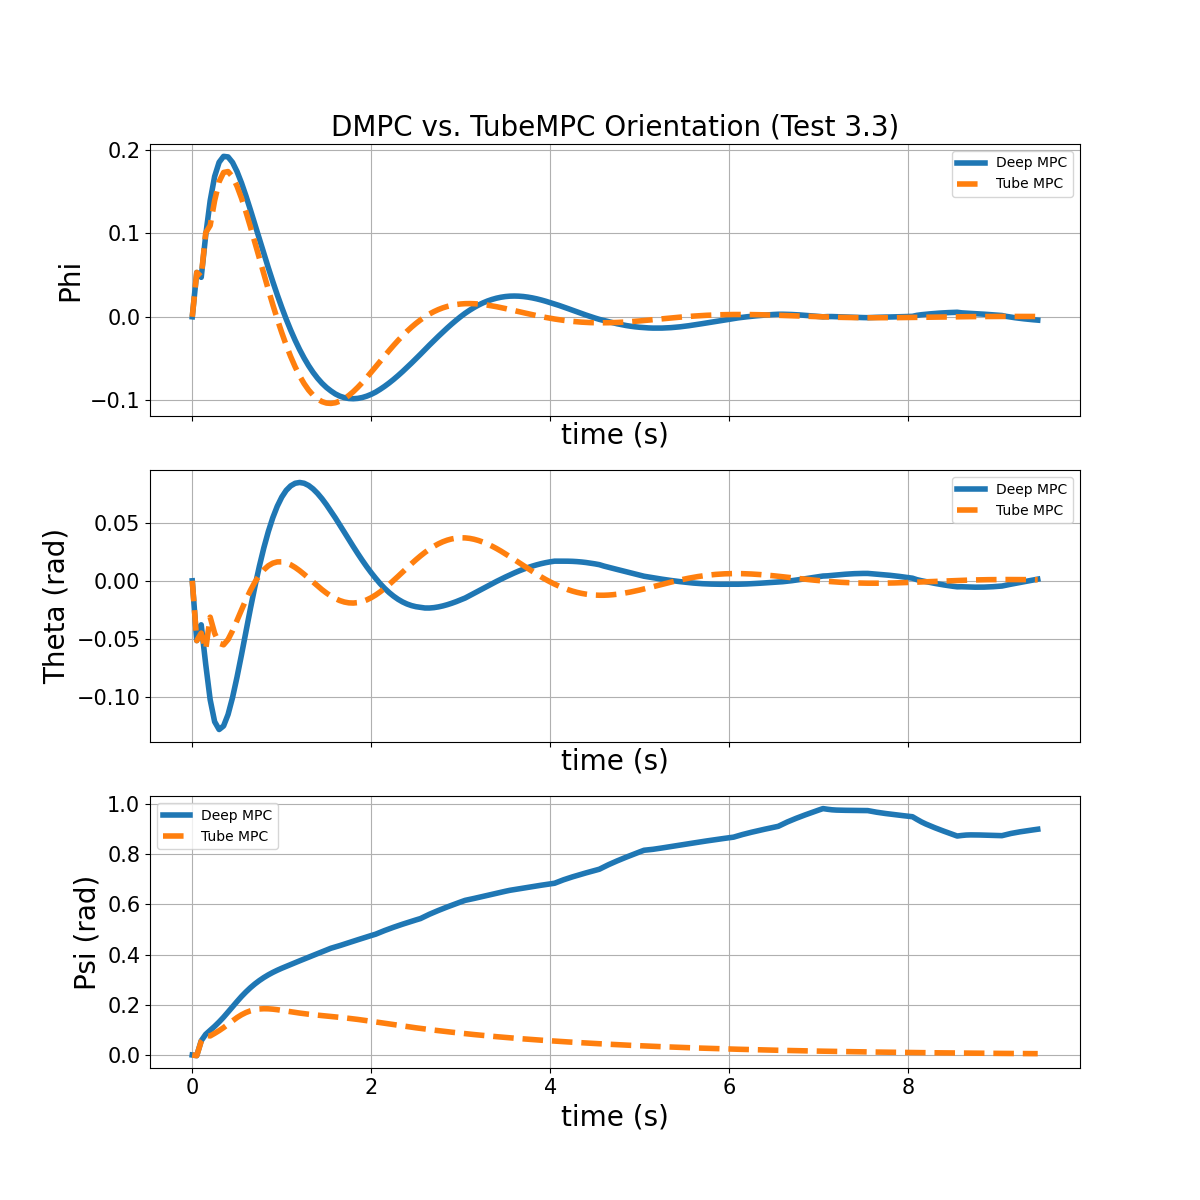 DMPC vs. TubeMPC Orientation (Test 3.3)
0.2
0.1
0.0
−0.1
Phi
Deep MPC
Tube MPC
time (s)
0.05
0.00
−0.05
−0.10
Theta (rad)
Deep MPC
Tube MPC
time (s)
1.0
0.8
0.6
0.4
0.2
0.0
Psi (rad)
Deep MPC
Tube MPC
0 2 4 6 8
time (s)